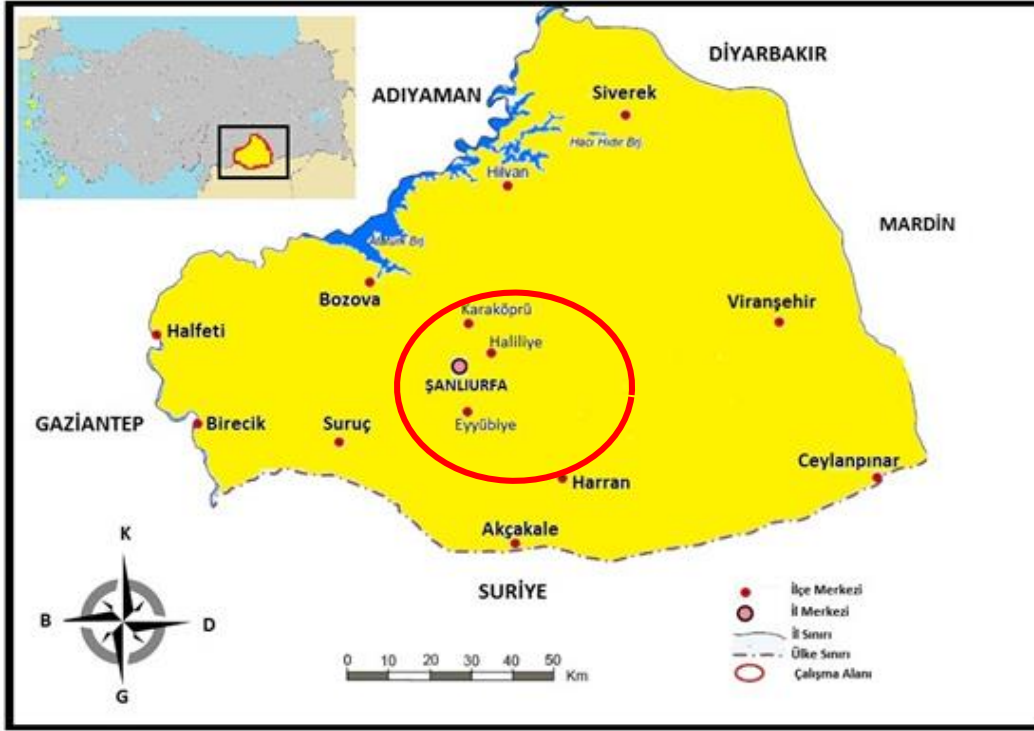 DİYARBAKIR
ADIYAMAN
Siverek
Hacı Hıdır Brj.
Hilvan
MARDİN
Atatürk Brj.
Bozova
Karaköprü
Viranşehir
Halfeti
Haliliye
ŞANLIURFA
GAZİANTEP
Birecik
Suruç
Eyyübiye
Ceylanpınar
Harran
Akçakale
SURİYE
K
B
D
G
0 10 20 30 40 50
Km
İlçe Merkezi
İl Merkezi
İl Sınırı
Ülke Sınırı
Çalışma Alanı